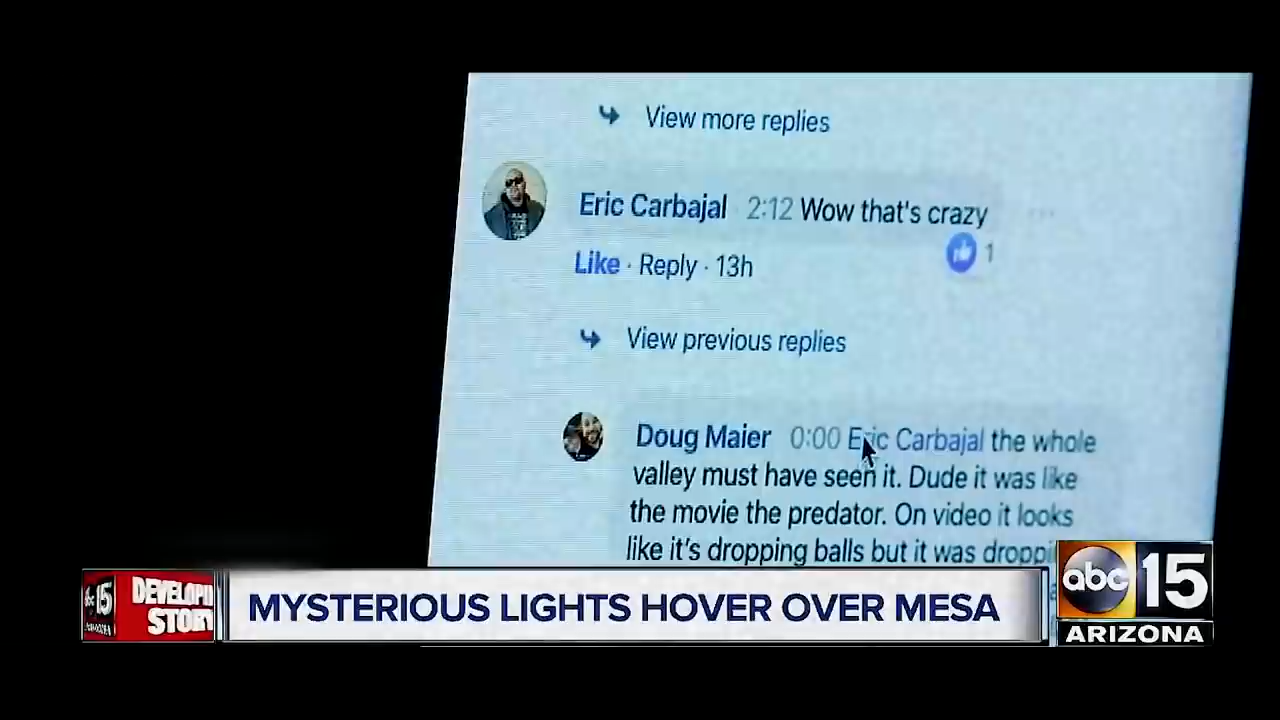 View more replies
Eric Carbajal 2:12 Wow that's crazy
1
Like · Reply · 13h
View previous replies
Doug Maier 0:00 Eric Carbajal the whole
valley must have seen it. Dude it was like
the movie the predator. On video it looks
like it's dropping balls but it was
abc 15
STORY
MYSTERIOUS LIGHTS HOVER OVER MESA
abc 15
ARIZONA